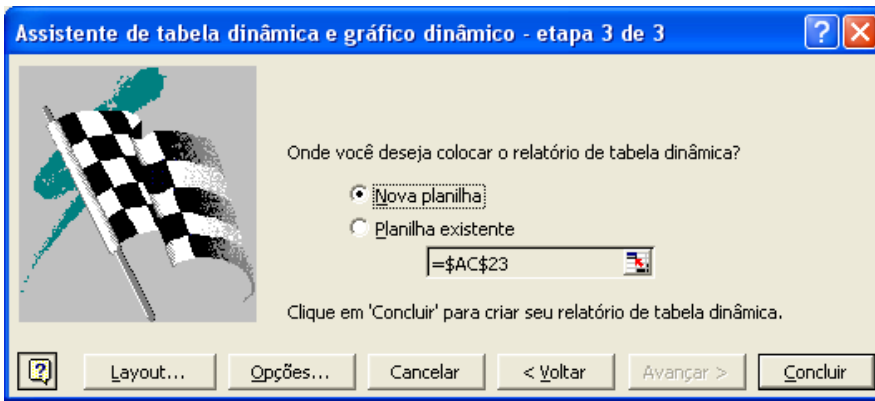 Assistente de tabela dinâmica e gráfico dinâmico - etapa 3 de 3
Onde você deseja colocar o relatório de tabela dinâmica?
Nova planilha
Planilha existente
=$AC$23
Clique em 'Concluir' para criar seu relatório de tabela dinâmica.
Layout... Opções... Cancelar < Voltar Avançar > Concluir